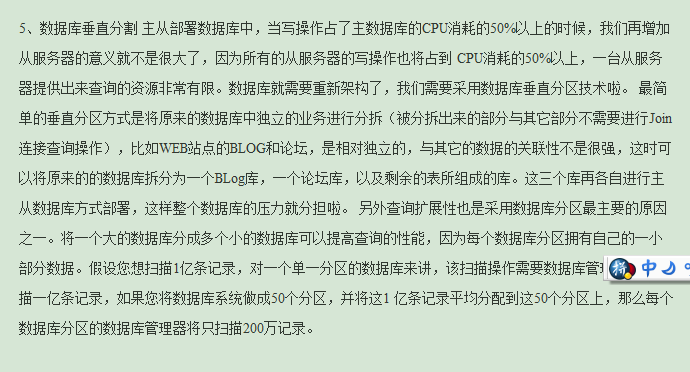 5、数据库垂直分割 主从部署数据库中，当写操作占了主数据库的CPU消耗的50%以上的时候，我们再增加
从服务器的意义就不是很大了，因为所有的从服务器的写操作也将占到 CPU消耗的50%以上，一台从服务
器提供出来查询的资源非常有限。数据库就需要重新架构了，我们需要采用数据库垂直分区技术啦。 最简
单的垂直分区方式是将原来的数据库中独立的业务进行分拆（被分拆出来的部分与其它部分不需要进行Join
连接查询操作），比如WEB站点的BLOG和论坛，是相对独立的，与其它的数据的关联性不是很强，这时可
以将原来的的数据库拆分为一个BLog库，一个论坛库，以及剩余的表所组成的库。这三个库再各自进行主
从数据库方式部署，这样整个数据库的压力就分担啦。 另外查询扩展性也是采用数据库分区最主要的原因
之一。将一个大的数据库分成多个小的数据库可以提高查询的性能，因为每个数据库分区拥有自己的一小
部分数据。假设您想扫描1亿条记录，对一个单一分区的数据库来讲，该扫描操作需要数据库管
中
描一亿条记录，如果您将数据库系统做成50个分区，并将这1 亿条记录平均分配到这50个分区上，那么每个
数据库分区的数据库管理器将只扫描200万记录。